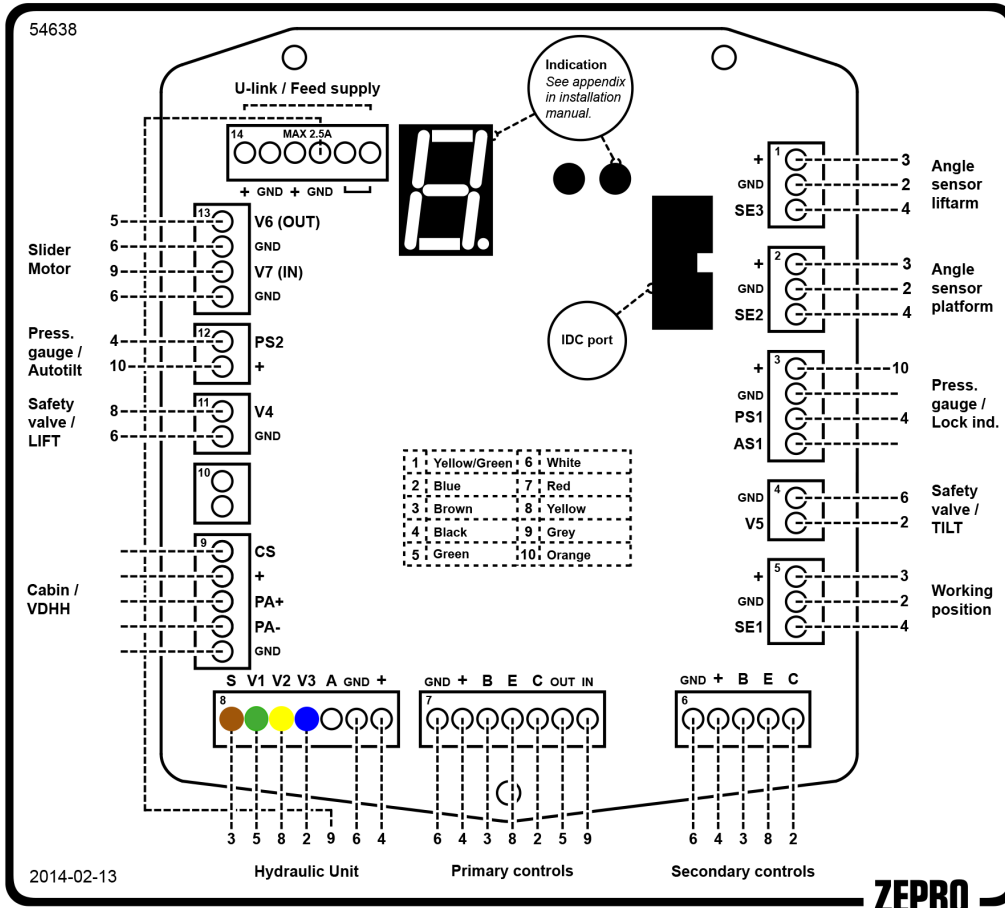 54638
U-link / Feed supply
14
MAX 2.5A
+ GND + GND
Indication
See appendix
in installation
manual.
IDC port
Slider
Motor
5 13 V6 (OUT)
6 GND
9 V7 (IN)
6 GND
Press.
gauge /
Autotilt
4 12 PS2
10 +
Safety
valve /
LIFT
8 11 V4
6 GND
10
Cabin /
VDHH
9 CS
+
PA+
PA-
GND
+ 1 3
GND 2
SE3 4
Angle
sensor
liftarm
+ 2 3
GND 2
SE2 4
Angle
sensor
platform
+ 3 10
GND
PS1 4
AS1
Press.
gauge /
Lock ind.
GND 4 6
V5 2
Safety
valve /
TILT
+ 5 3
GND 2
SE1 4
Working
position
1 Yellow/Green 6 White
2 Blue 7 Red
3 Brown 8 Yellow
4 Black 9 Grey
5 Green 10 Orange
S V1 V2 V3 A GND +
8
3 5 8 2 9 6 4
Hydraulic Unit
GND + B E C OUT IN
7
6 4 3 8 2 5 9
Primary controls
GND + B E C
6
6 4 3 8 2
Secondary controls
2014-02-13
ZEPRO